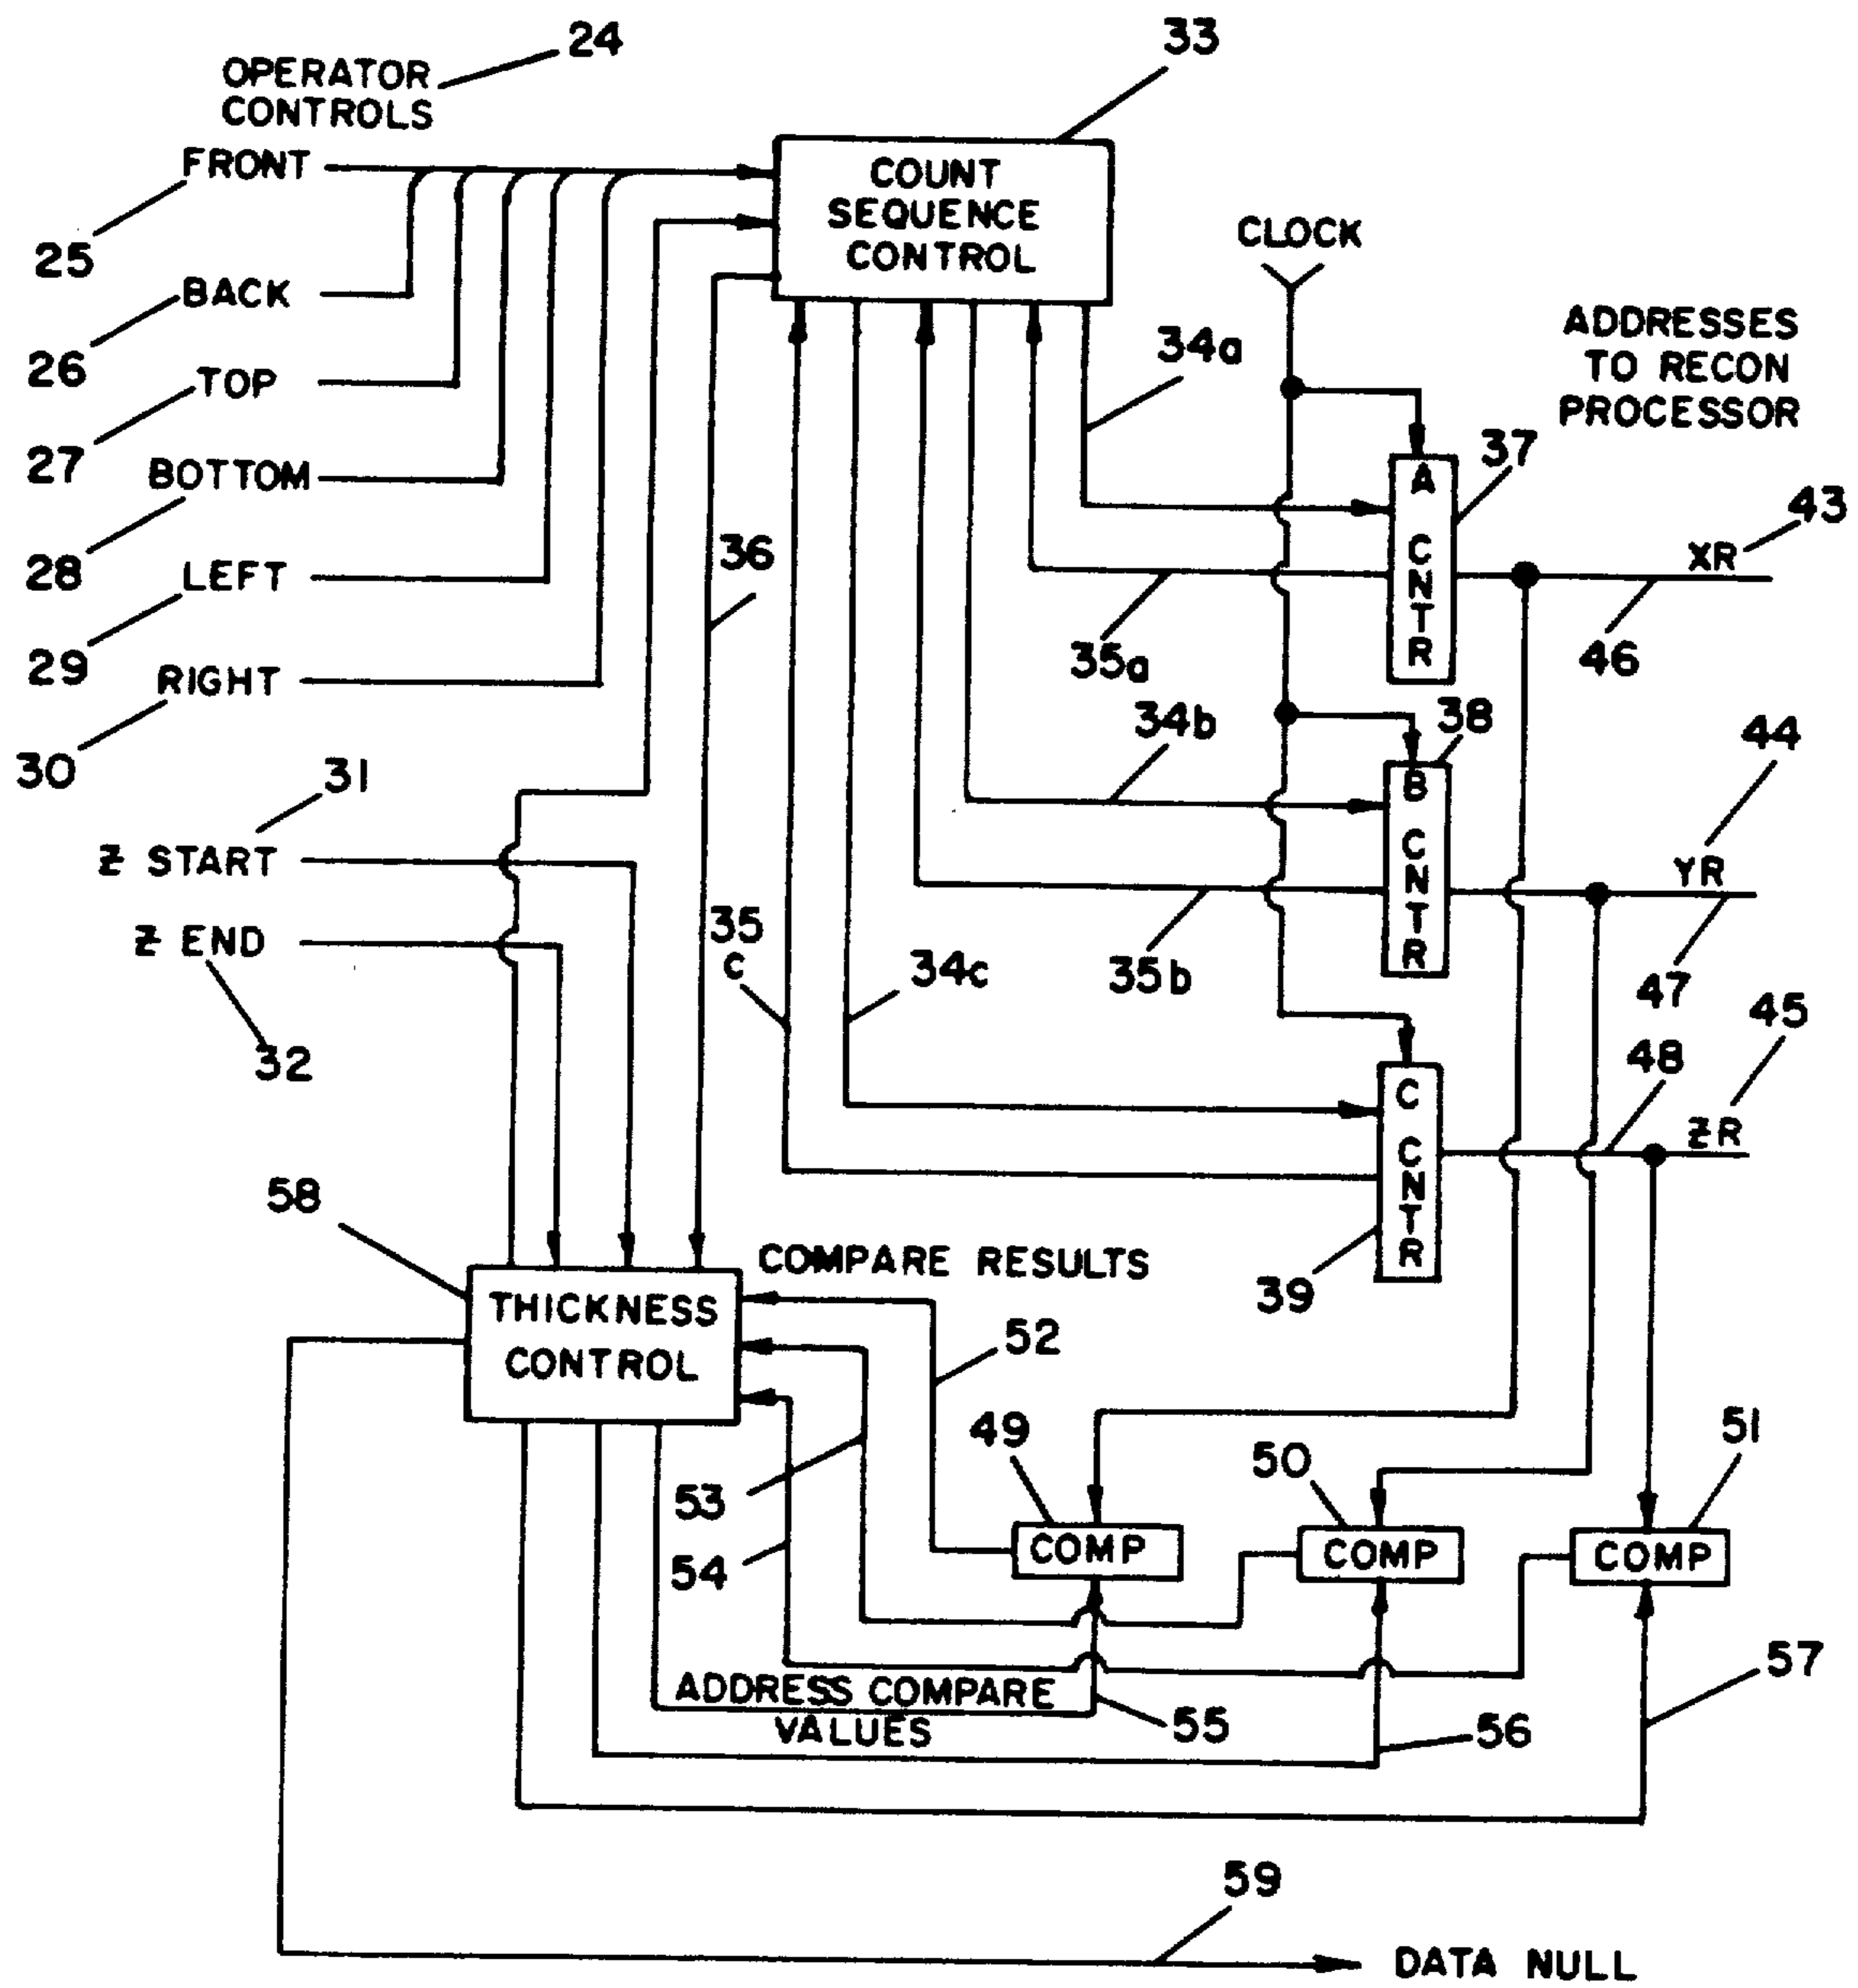 24
OPERATOR
CONTROLS
33
FRONT
25
BACK
26
TOP
27
BOTTOM
28
LEFT
29
RIGHT
30
31
Z START
Z END
32
COUNT
SEQUENCE
CONTROL
CLOCK
ADDRESSES
TO RECON
PROCESSOR
34a
37
A
CNTR
XR
43
36
35a
46
34b
38
B
CNTR
44
YR
35
C
34c
35b
47
45
48
C
CNTR
ZR
39
58
THICKNESS
CONTROL
COMPARE RESULTS
52
53
54
49
COMP
50
COMP
51
COMP
ADDRESS COMPARE
VALUES
55
56
57
59
DATA NULL